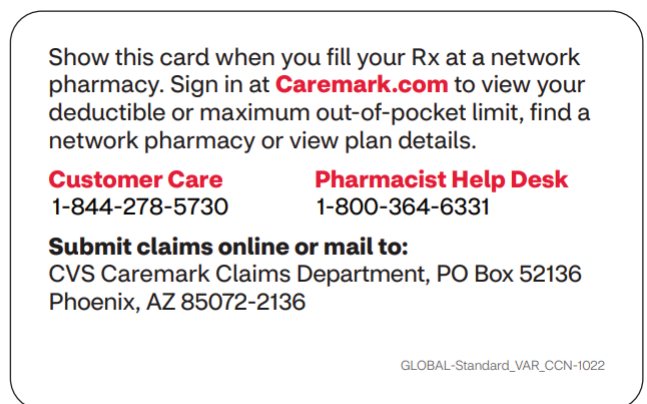 Show this card when you fill your Rx at a network
pharmacy. Sign in at Caremark.com to view your
deductible or maximum out-of-pocket limit, find a
network pharmacy or view plan details.
Customer Care Pharmacist Help Desk
1-844-278-5730 1-800-364-6331
Submit claims online or mail to:
CVS Caremark Claims Department, PO Box 52136
Phoenix, AZ 85072-2136
GLOBAL-Standard_VAR_CCN-1022